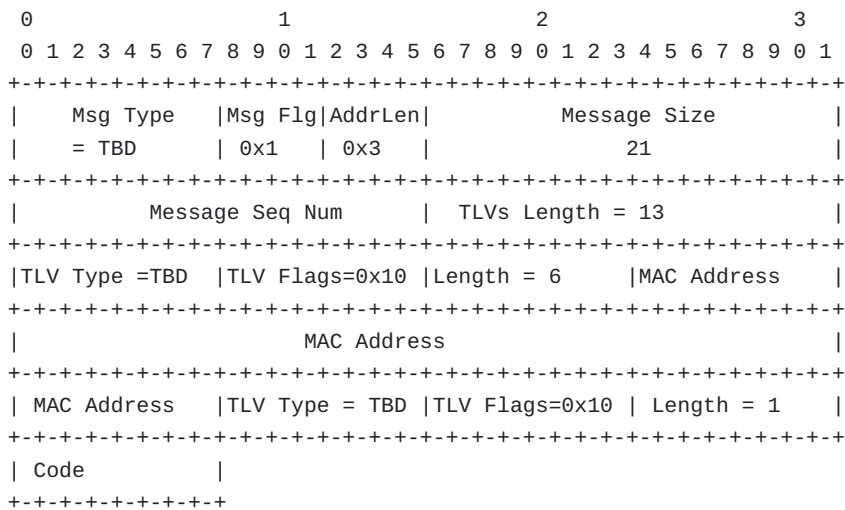 0                   1                   2                   3
 0 1 2 3 4 5 6 7 8 9 0 1 2 3 4 5 6 7 8 9 0 1 2 3 4 5 6 7 8 9 0 1
+-+-+-+-+-+-+-+-+-+-+-+-+-+-+-+-+-+-+-+-+-+-+-+-+-+-+-+-+-+-+-+-+
|    Msg Type   |Msg Flg|AddrLen|          Message Size         |
|    = TBD      | 0x1   | 0x3   |               21              |
+-+-+-+-+-+-+-+-+-+-+-+-+-+-+-+-+-+-+-+-+-+-+-+-+-+-+-+-+-+-+-+-+
|          Message Seq Num      |  TLVs Length = 13             |
+-+-+-+-+-+-+-+-+-+-+-+-+-+-+-+-+-+-+-+-+-+-+-+-+-+-+-+-+-+-+-+-+
|TLV Type =TBD  |TLV Flags=0x10 |Length = 6     |MAC Address    |
+-+-+-+-+-+-+-+-+-+-+-+-+-+-+-+-+-+-+-+-+-+-+-+-+-+-+-+-+-+-+-+-+
|                      MAC Address                              |
+-+-+-+-+-+-+-+-+-+-+-+-+-+-+-+-+-+-+-+-+-+-+-+-+-+-+-+-+-+-+-+-+
| MAC Address   |TLV Type = TBD |TLV Flags=0x10 | Length = 1    |
+-+-+-+-+-+-+-+-+-+-+-+-+-+-+-+-+-+-+-+-+-+-+-+-+-+-+-+-+-+-+-+-+
| Code          |
+-+-+-+-+-+-+-+-+